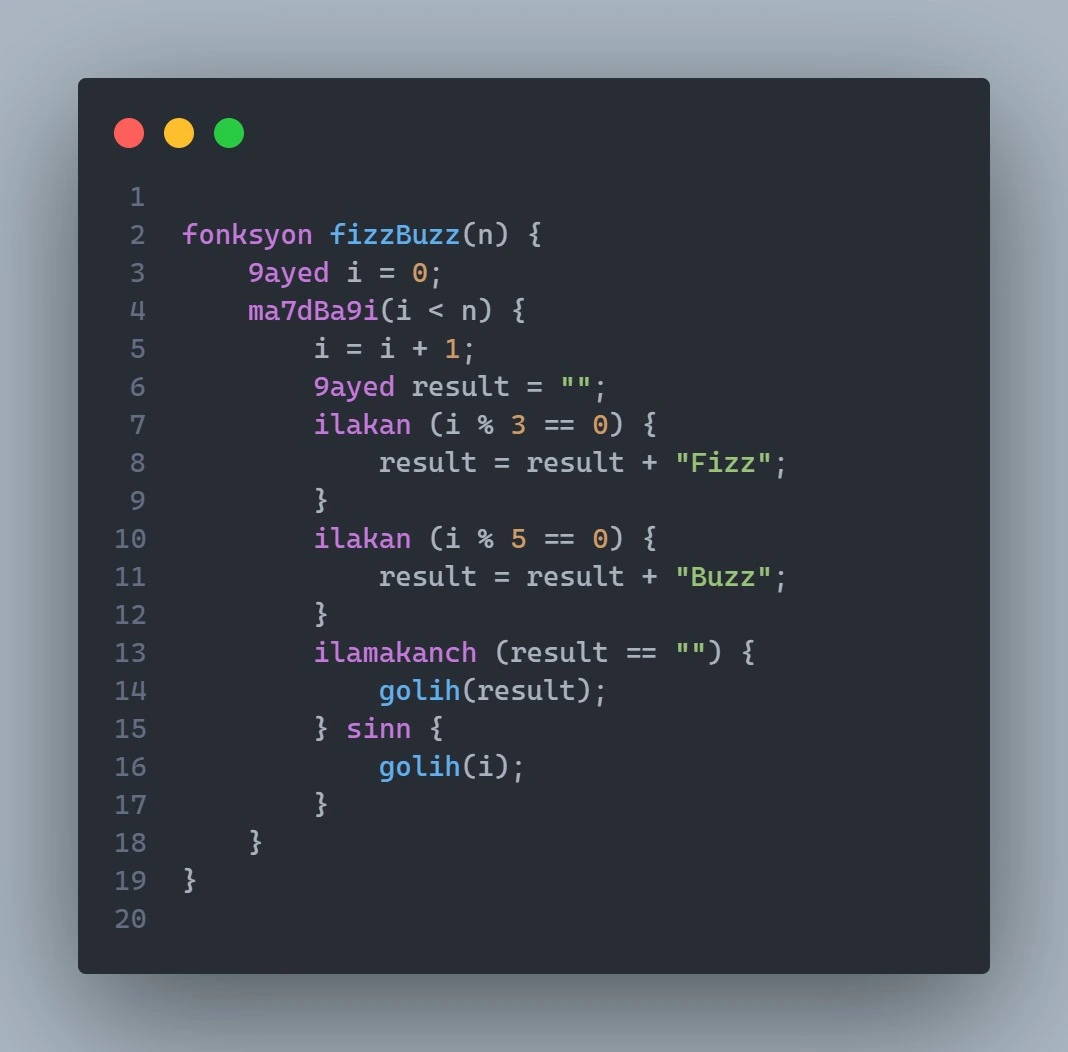 1
2 fonksyon fizzBuzz(n) {
3     9ayed i = 0;
4     ma7dBa9i(i < n) {
5         i = i + 1;
6         9ayed result = "";
7         ilakan (i % 3 == 0) {
8             result = result + "Fizz";
9         }
10         ilakan (i % 5 == 0) {
11             result = result + "Buzz";
12         }
13         ilamakanch (result == "") {
14             golih(result);
15         } sinn {
16             golih(i);
17         }
18     }
19 }
20